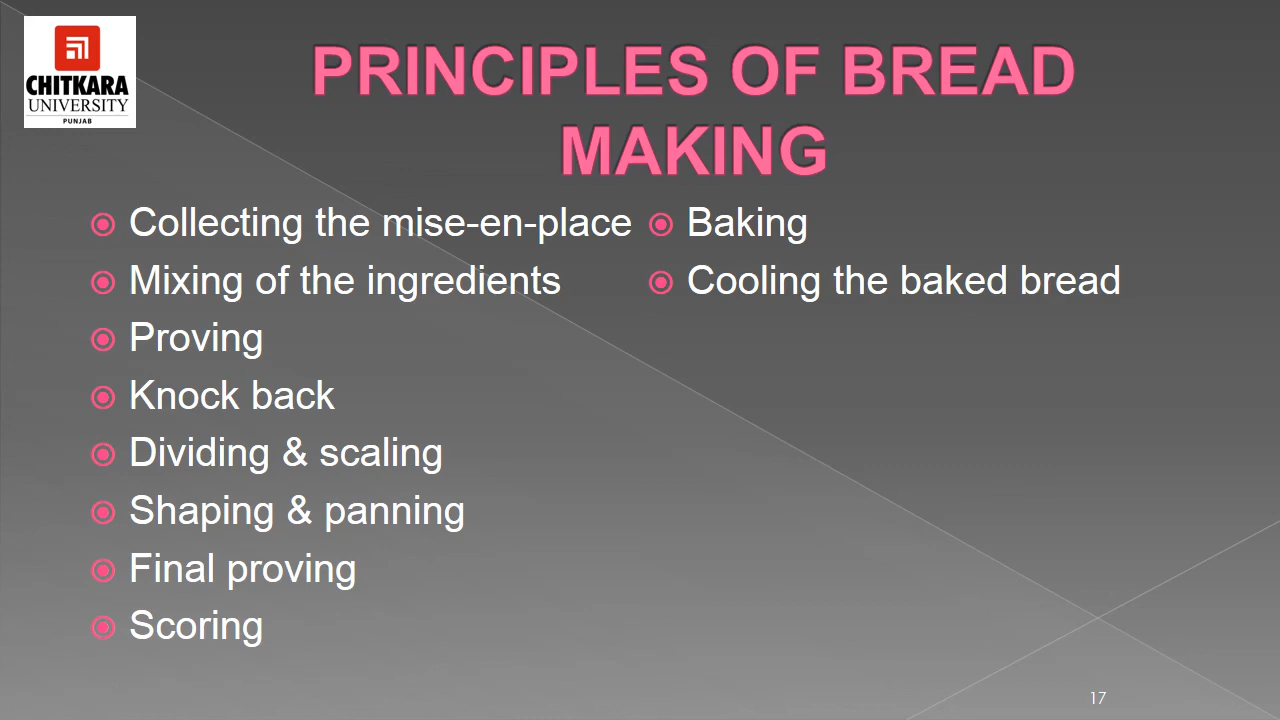 CHITKARA
UNIVERSITY
PUNJAB
PRINCIPLES OF BREAD
MAKING
Collecting the mise-en-place
Mixing of the ingredients
Proving
Knock back
Dividing & scaling
Shaping & panning
Final proving
Scoring
Baking
Cooling the baked bread
17